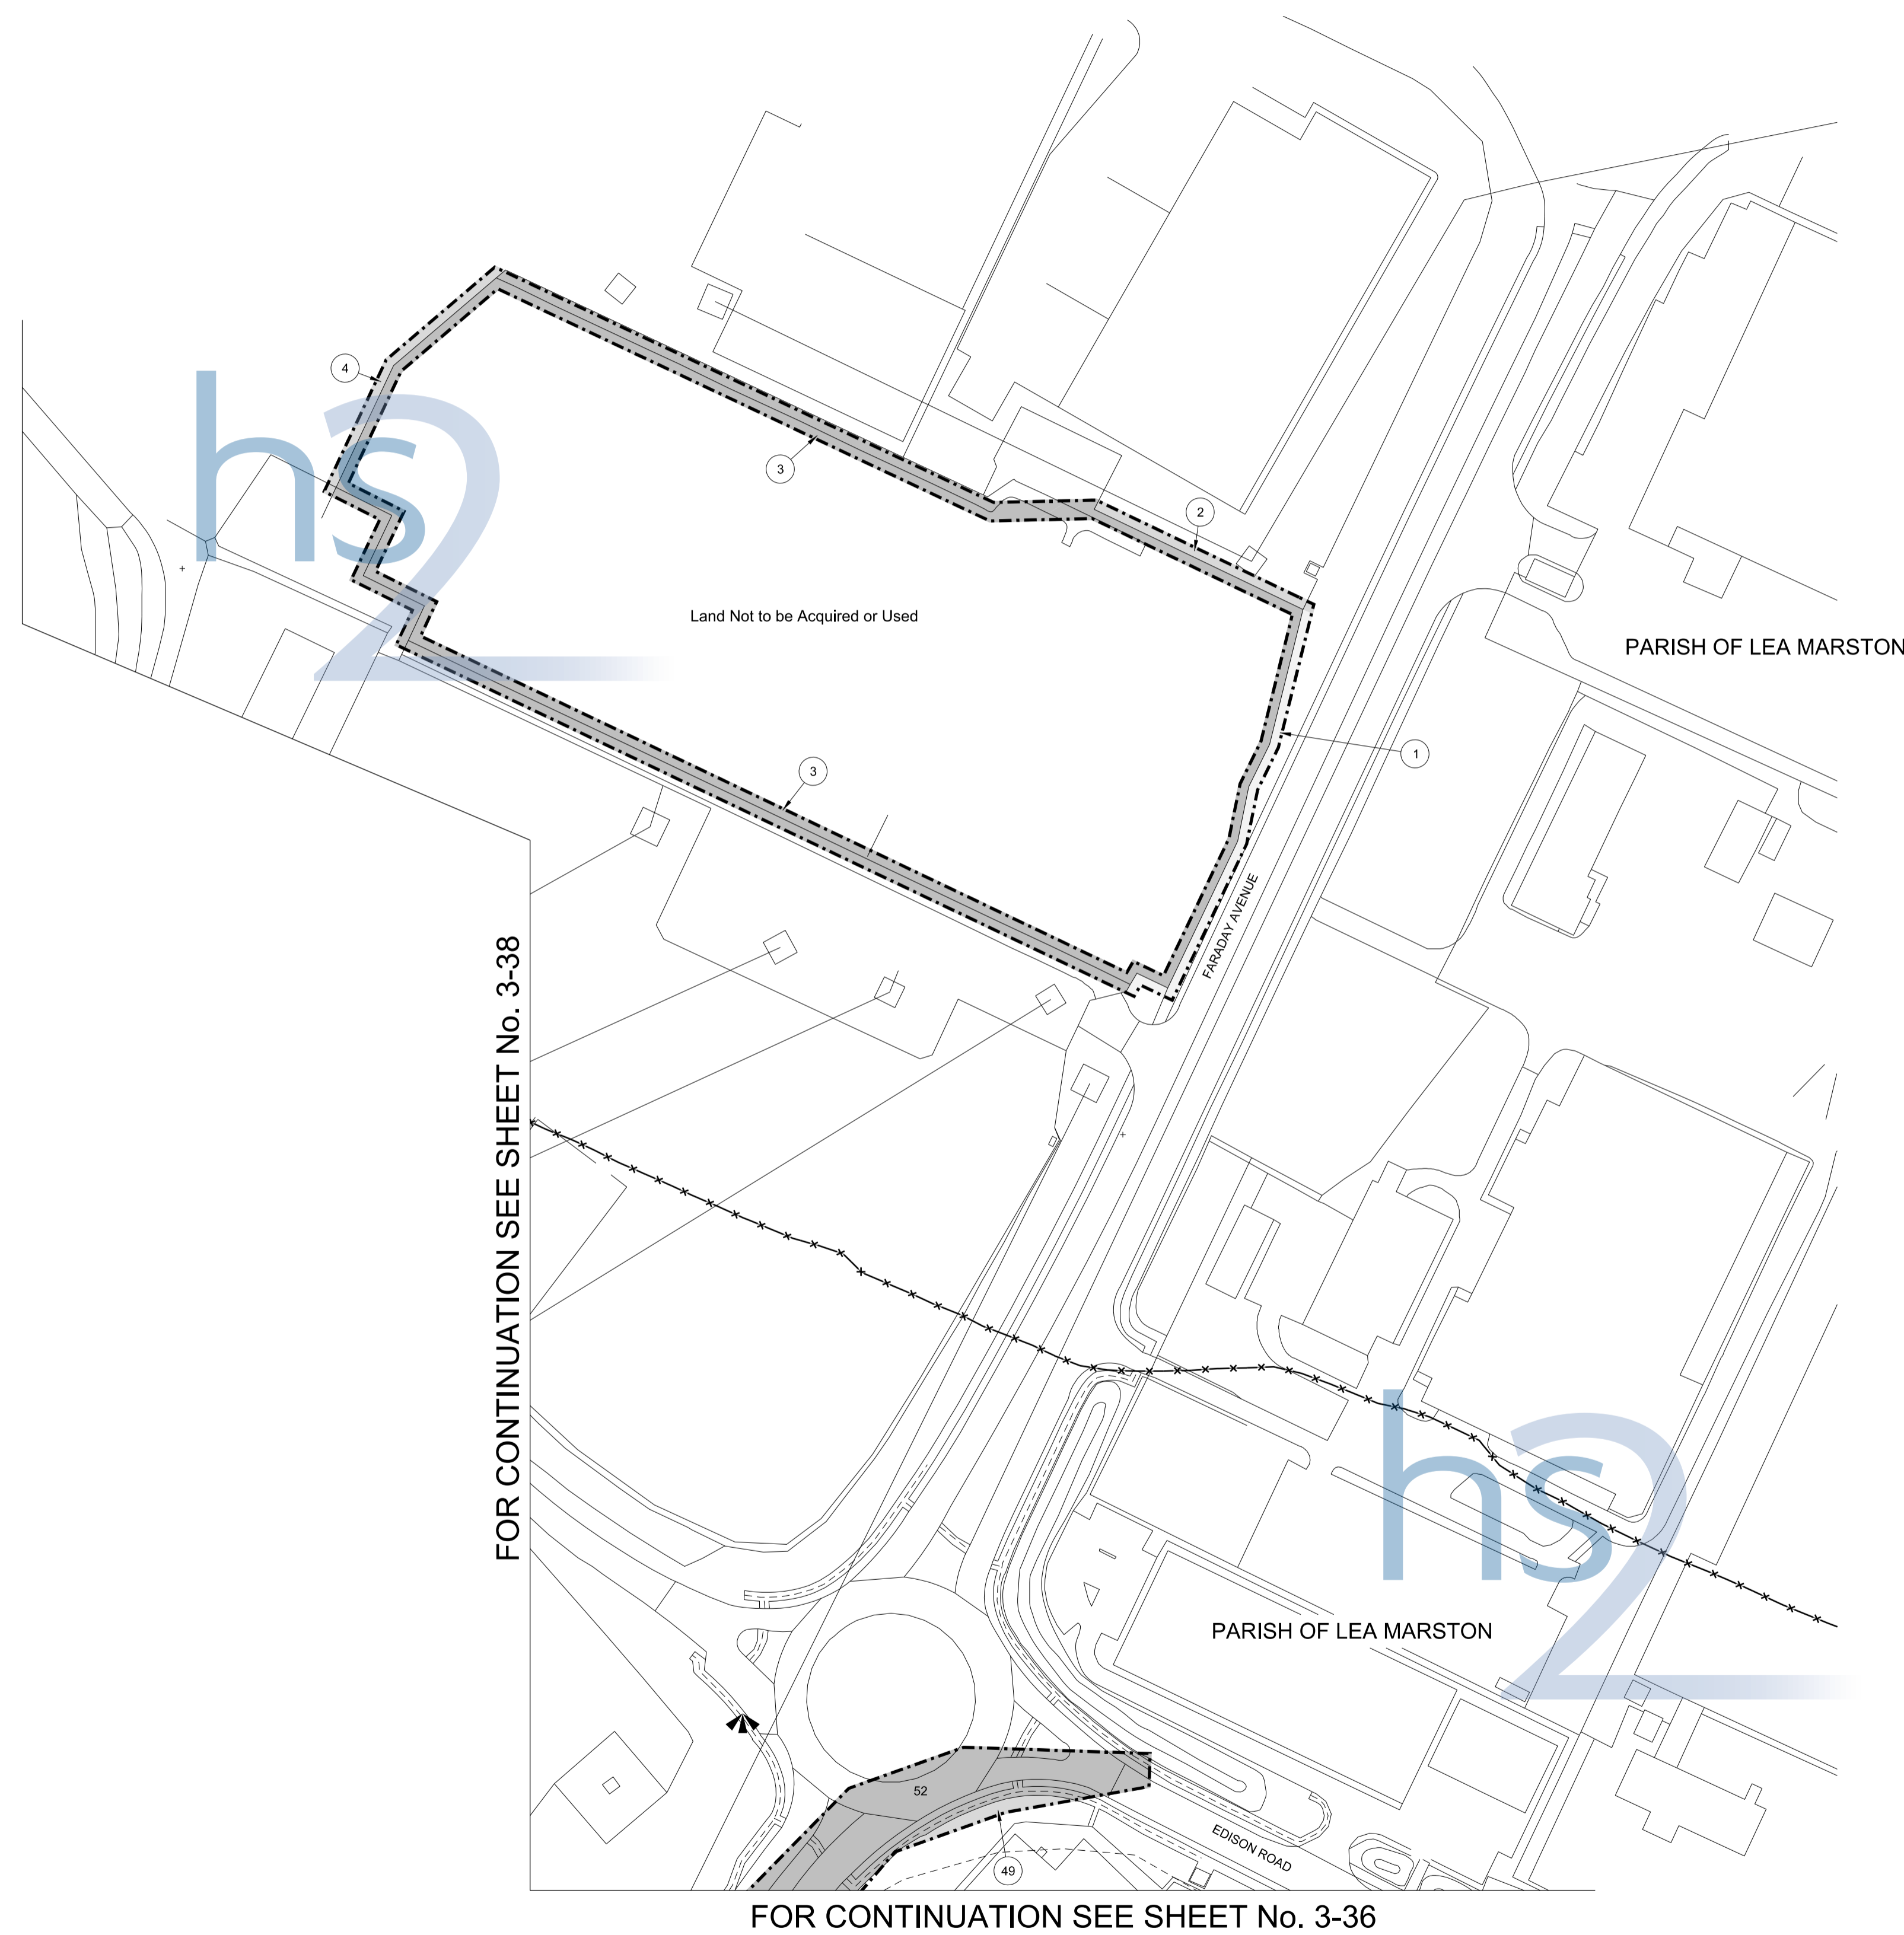 4
3
2
Land Not to be Acquired or Used
PARISH OF LEA MARSTON
1
3
FARADAY AVENUE
FOR CONTINUATION SEE SHEET No. 3-38
hs2
hs2
PARISH OF LEA MARSTON
52
EDISON ROAD
49
FOR CONTINUATION SEE SHEET No. 3-36